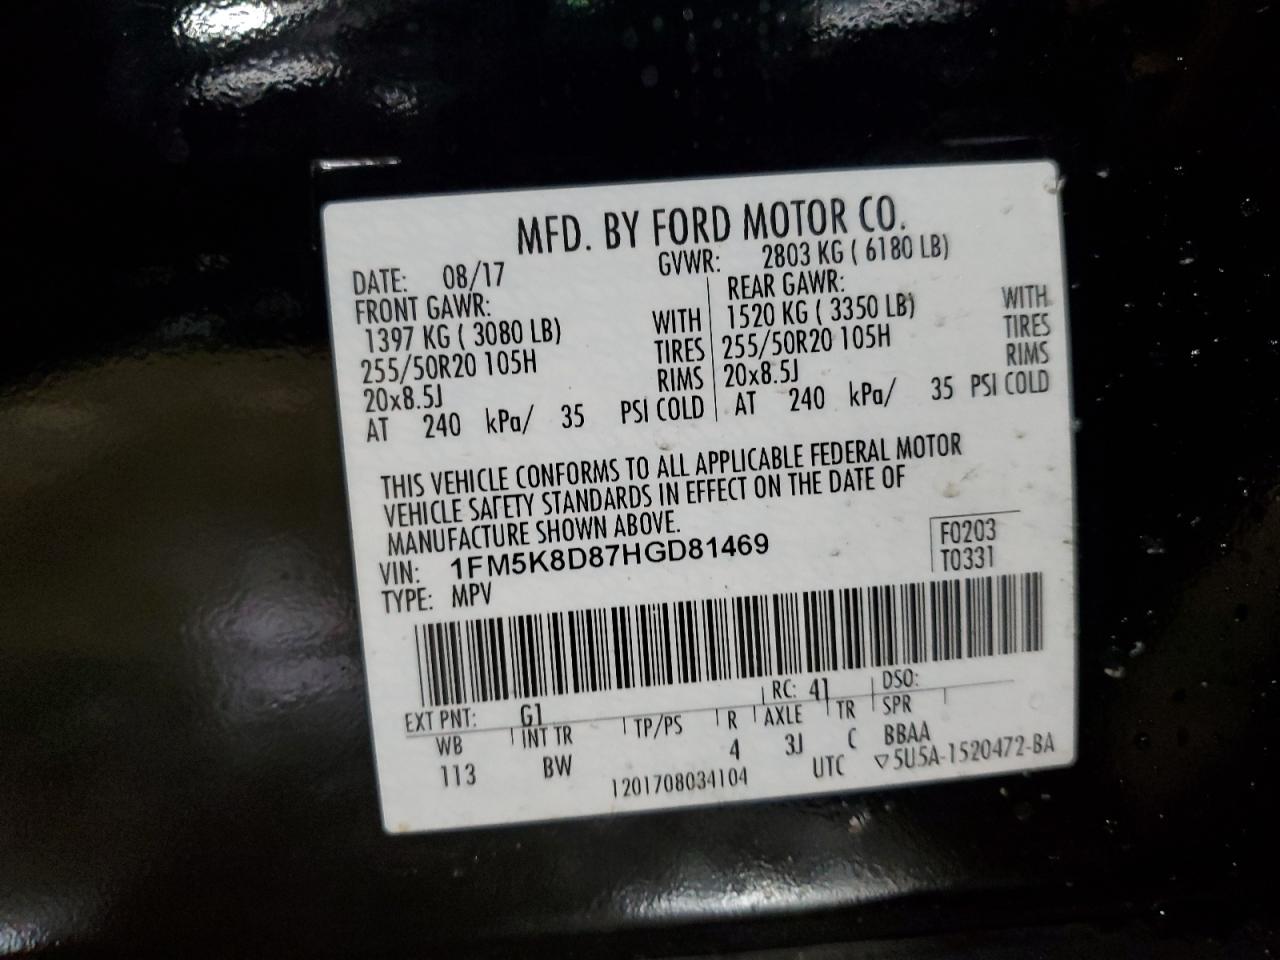 MFD. BY FORD MOTOR CO.
DATE: 08/17 GVWR: 2803 KG ( 6180 LB)
FRONT GAWR: REAR GAWR:
1397 KG ( 3080 LB) WITH 1520 KG ( 3350 LB) WITH
255/50R20 105H TIRES 255/50R20 105H TIRES
20x8.5J RIMS 20x8.5J RIMS
AT 240 kPa/ 35 PSI COLD AT 240 kPa/ 35 PSI COLD
THIS VEHICLE CONFORMS TO ALL APPLICABLE FEDERAL MOTOR
VEHICLE SAFETY STANDARDS IN EFFECT ON THE DATE OF
MANUFACTURE SHOWN ABOVE.
VIN: 1FM5K8D87HGD81469 F0203
TYPE: MPV T0331
EXT PNT: G1 RC: 41 DSO:
WB INT TR TP/PS R AXLE TR SPR
113 BW 4 3J C BBAA
1201708034104 UTC ▽5U5A-1520472-BA